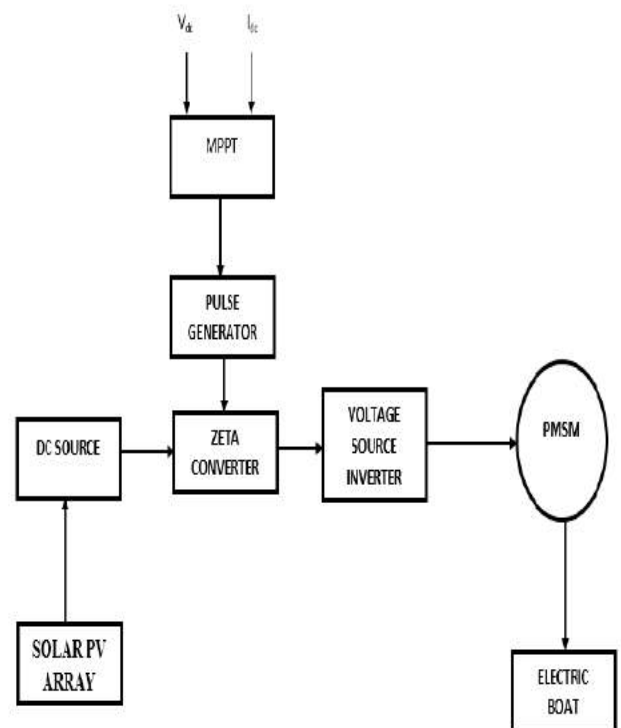 Vdc Idc
MPPT
PULSE
GENERATOR
DC SOURCE
ZETA
CONVERTER
VOLTAGE
SOURCE
INVERTER
PMSM
SOLAR PV
ARRAY
ELECTRIC
BOAT